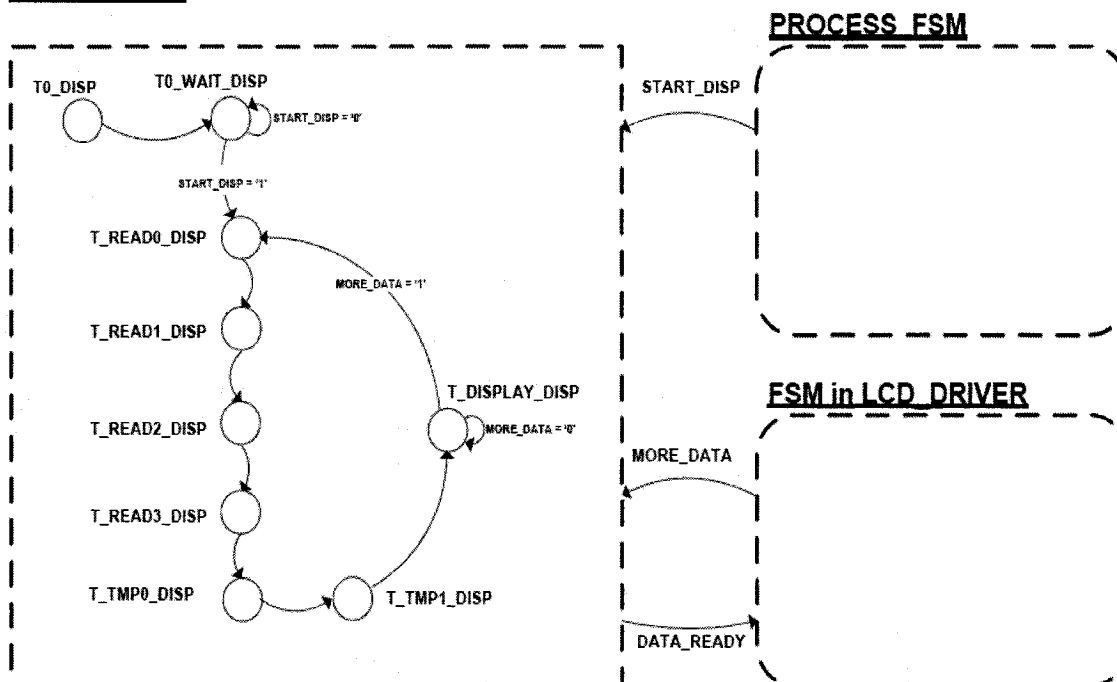 PROCESS_FSM
T0_DISP
T0_WAIT_DISP
START_DISP = '0'
START_DISP
START_DISP = '1'
T_READ0_DISP
MORE_DATA = '1'
T_READ1_DISP
T_DISPLAY_DISP
FSM in LCD_DRIVER
T_READ2_DISP
MORE_DATA = '0'
MORE_DATA
T_READ3_DISP
T_TMP0_DISP
T_TMP1_DISP
DATA_READY